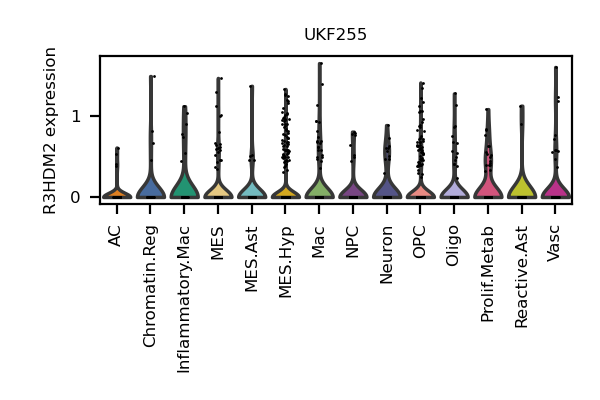 UKF255
R3HDM2 expression
1
0
AC
Chromatin.Reg
Inflammatory.Mac
MES
MES.Ast
MES.Hyp
Mac
NPC
Neuron
OPC
Oligo
Prolif.Metab
Reactive.Ast
Vasc